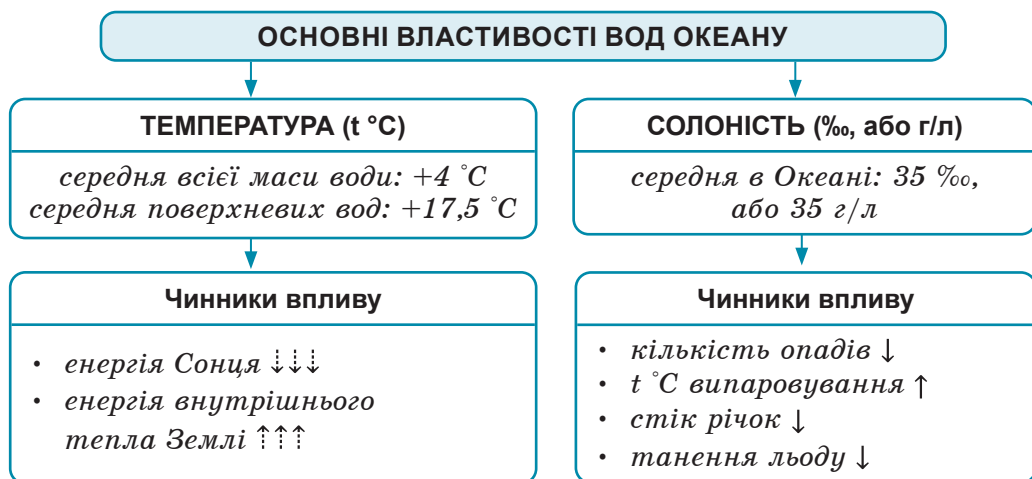 ОСНОВНІ ВЛАСТИВОСТІ ВОД ОКЕАНУ
ТЕМПЕРАТУРА (t °C)
середня всієї маси води: +4 °C
середня поверхневих вод: +17,5 °C
Чинники впливу
• енергія Сонця ⇣⇣⇣
• енергія внутрішнього
тепла Землі ⇡⇡⇡
СОЛОНІСТЬ (‰, або г/л)
середня в Океані: 35 ‰,
або 35 г/л
Чинники впливу
• кількість опадів ↓
• t °C випаровування ↑
• стік річок ↓
• танення льоду ↓